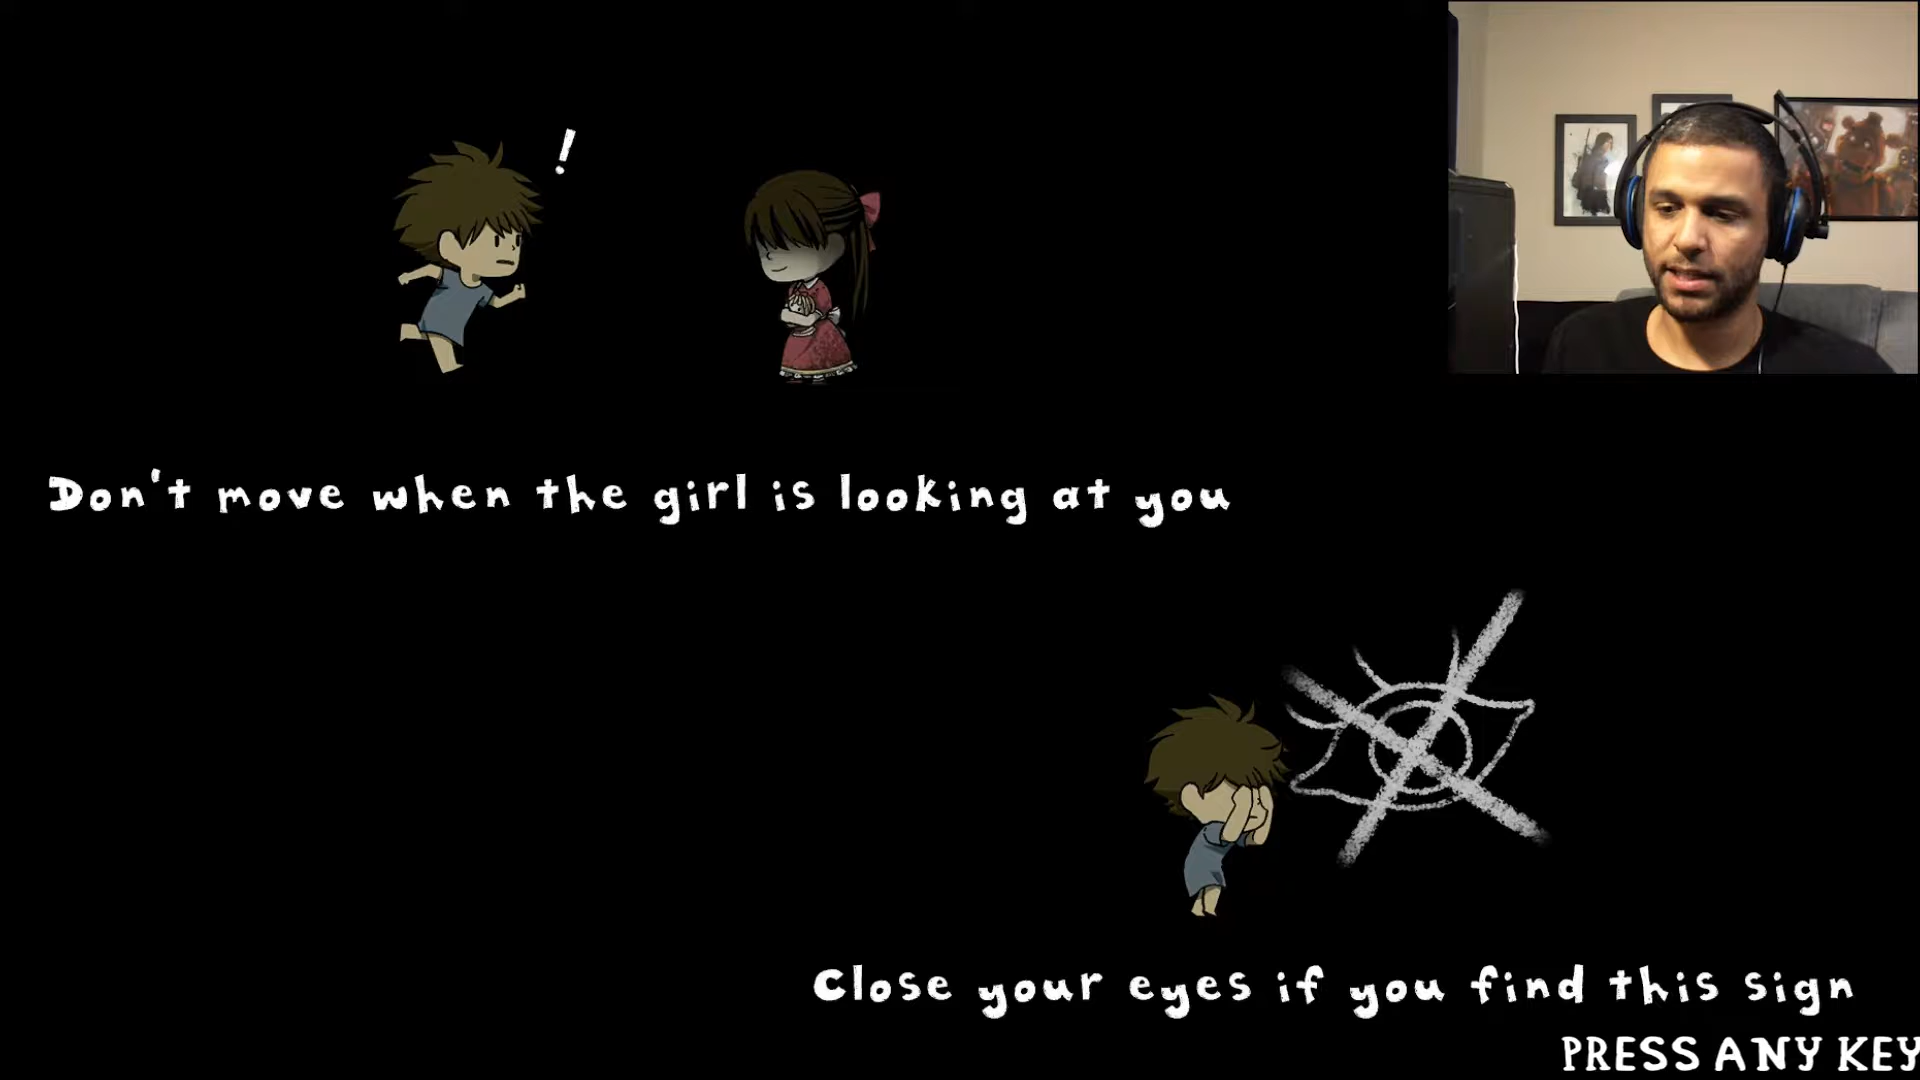 !
Don't move when the girl is looking at you
Close your eyes if you find this sign
PRESS ANY KEY